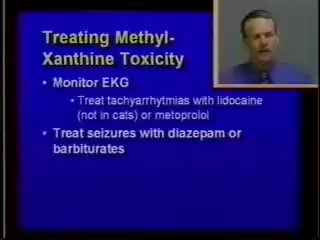 Treating Methyl-
Xanthine Toxicity
• Monitor EKG
• Treat tachyarrhytmias with lidocaine
(not in cats) or metoprolol
• Treat seizures with diazepam or
barbiturates